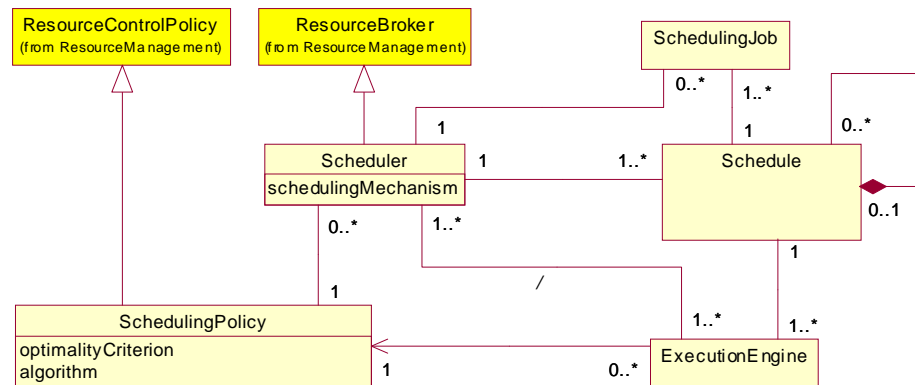 ResourceControlPolicy
(from ResourceManagement)
ResourceBroker
(from ResourceManagement)
SchedulingJob
0..*
1..*
1
1
0..*
Scheduler
schedulingMechanism
1
1..*
Schedule
0..1
0..*
1..*
1
1
/
SchedulingPolicy
optimalityCriterion
algorithm
1
0..*
1..*
1..*
ExecutionEngine